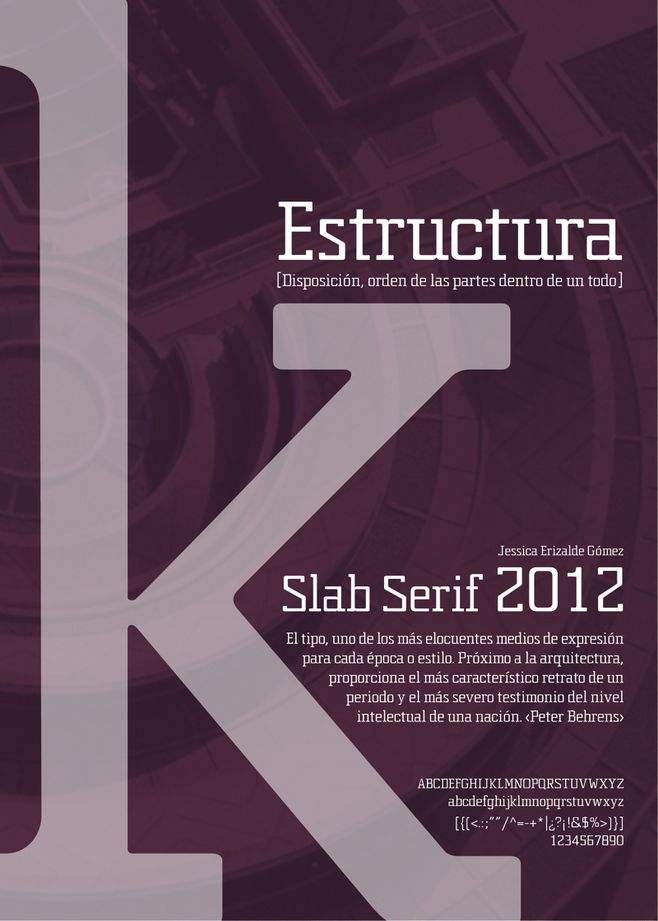 k
Estructura
[Disposición, orden de las partes dentro de un todo]
Jessica Erizalde Gómez
Slab Serif 2012
El tipo, uno de los más elocuentes medios de expresión
para cada época o estilo. Próximo a la arquitectura,
proporciona el más característico retrato de un
periodo y el más severo testimonio del nivel
intelectual de una nación. ‹Peter Behrens›
ABCDEFGHIJKLMNOPQRSTUVWXYZ
abcdefghijklmnopqrstuvwxyz
[{(<.:;””/^=-+*|¿?¡!&$%>)}]
1234567890